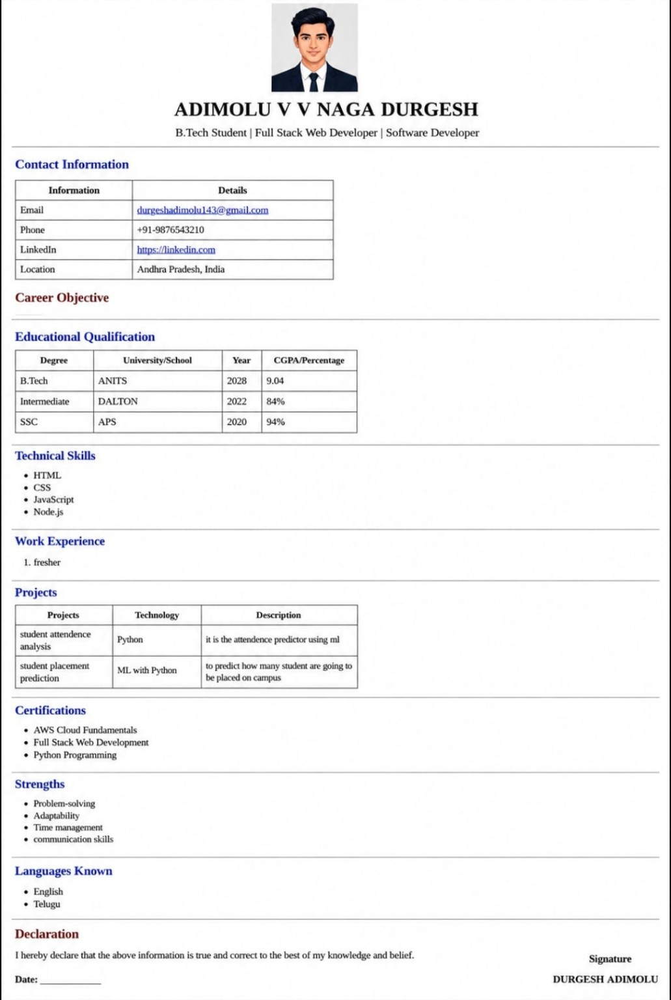 ADIMOLU V V NAGA DURGESH
B.Tech Student | Full Stack Web Developer | Software Developer
Contact Information
Information Details
Email durgeshadimolu143@gmail.com
Phone +91-9876543210
LinkedIn https://linkedin.com
Location Andhra Pradesh, India
Career Objective
Educational Qualification
Degree University/School Year CGPA/Percentage
B.Tech ANITS 2028 9.04
Intermediate DALTON 2022 84%
SSC APS 2020 94%
Technical Skills
• HTML
• CSS
• JavaScript
• Node.js
Work Experience
1. fresher
Projects
Projects Technology Description
student attendence
analysis
Python
it is the attendence predictor using ml
student placement
prediction
ML with Python
to predict how many student are going to
be placed on campus
Certifications
• AWS Cloud Fundamentals
• Full Stack Web Development
• Python Programming
Strengths
• Problem-solving
• Adaptability
• Time management
• communication skills
Languages Known
• English
• Telugu
Declaration
I hereby declare that the above information is true and correct to the best of my knowledge and belief.
Signature
Date: ____________ DURGESH ADIMOLU